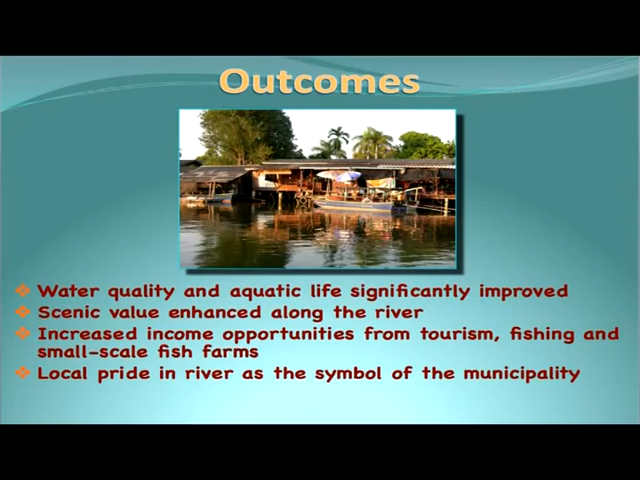 Outcomes
Water quality and aquatic life significantly improved
Scenic value enhanced along the river
Increased income opportunities from tourism, fishing and
small-scale fish farms
Local pride in river as the symbol of the municipality